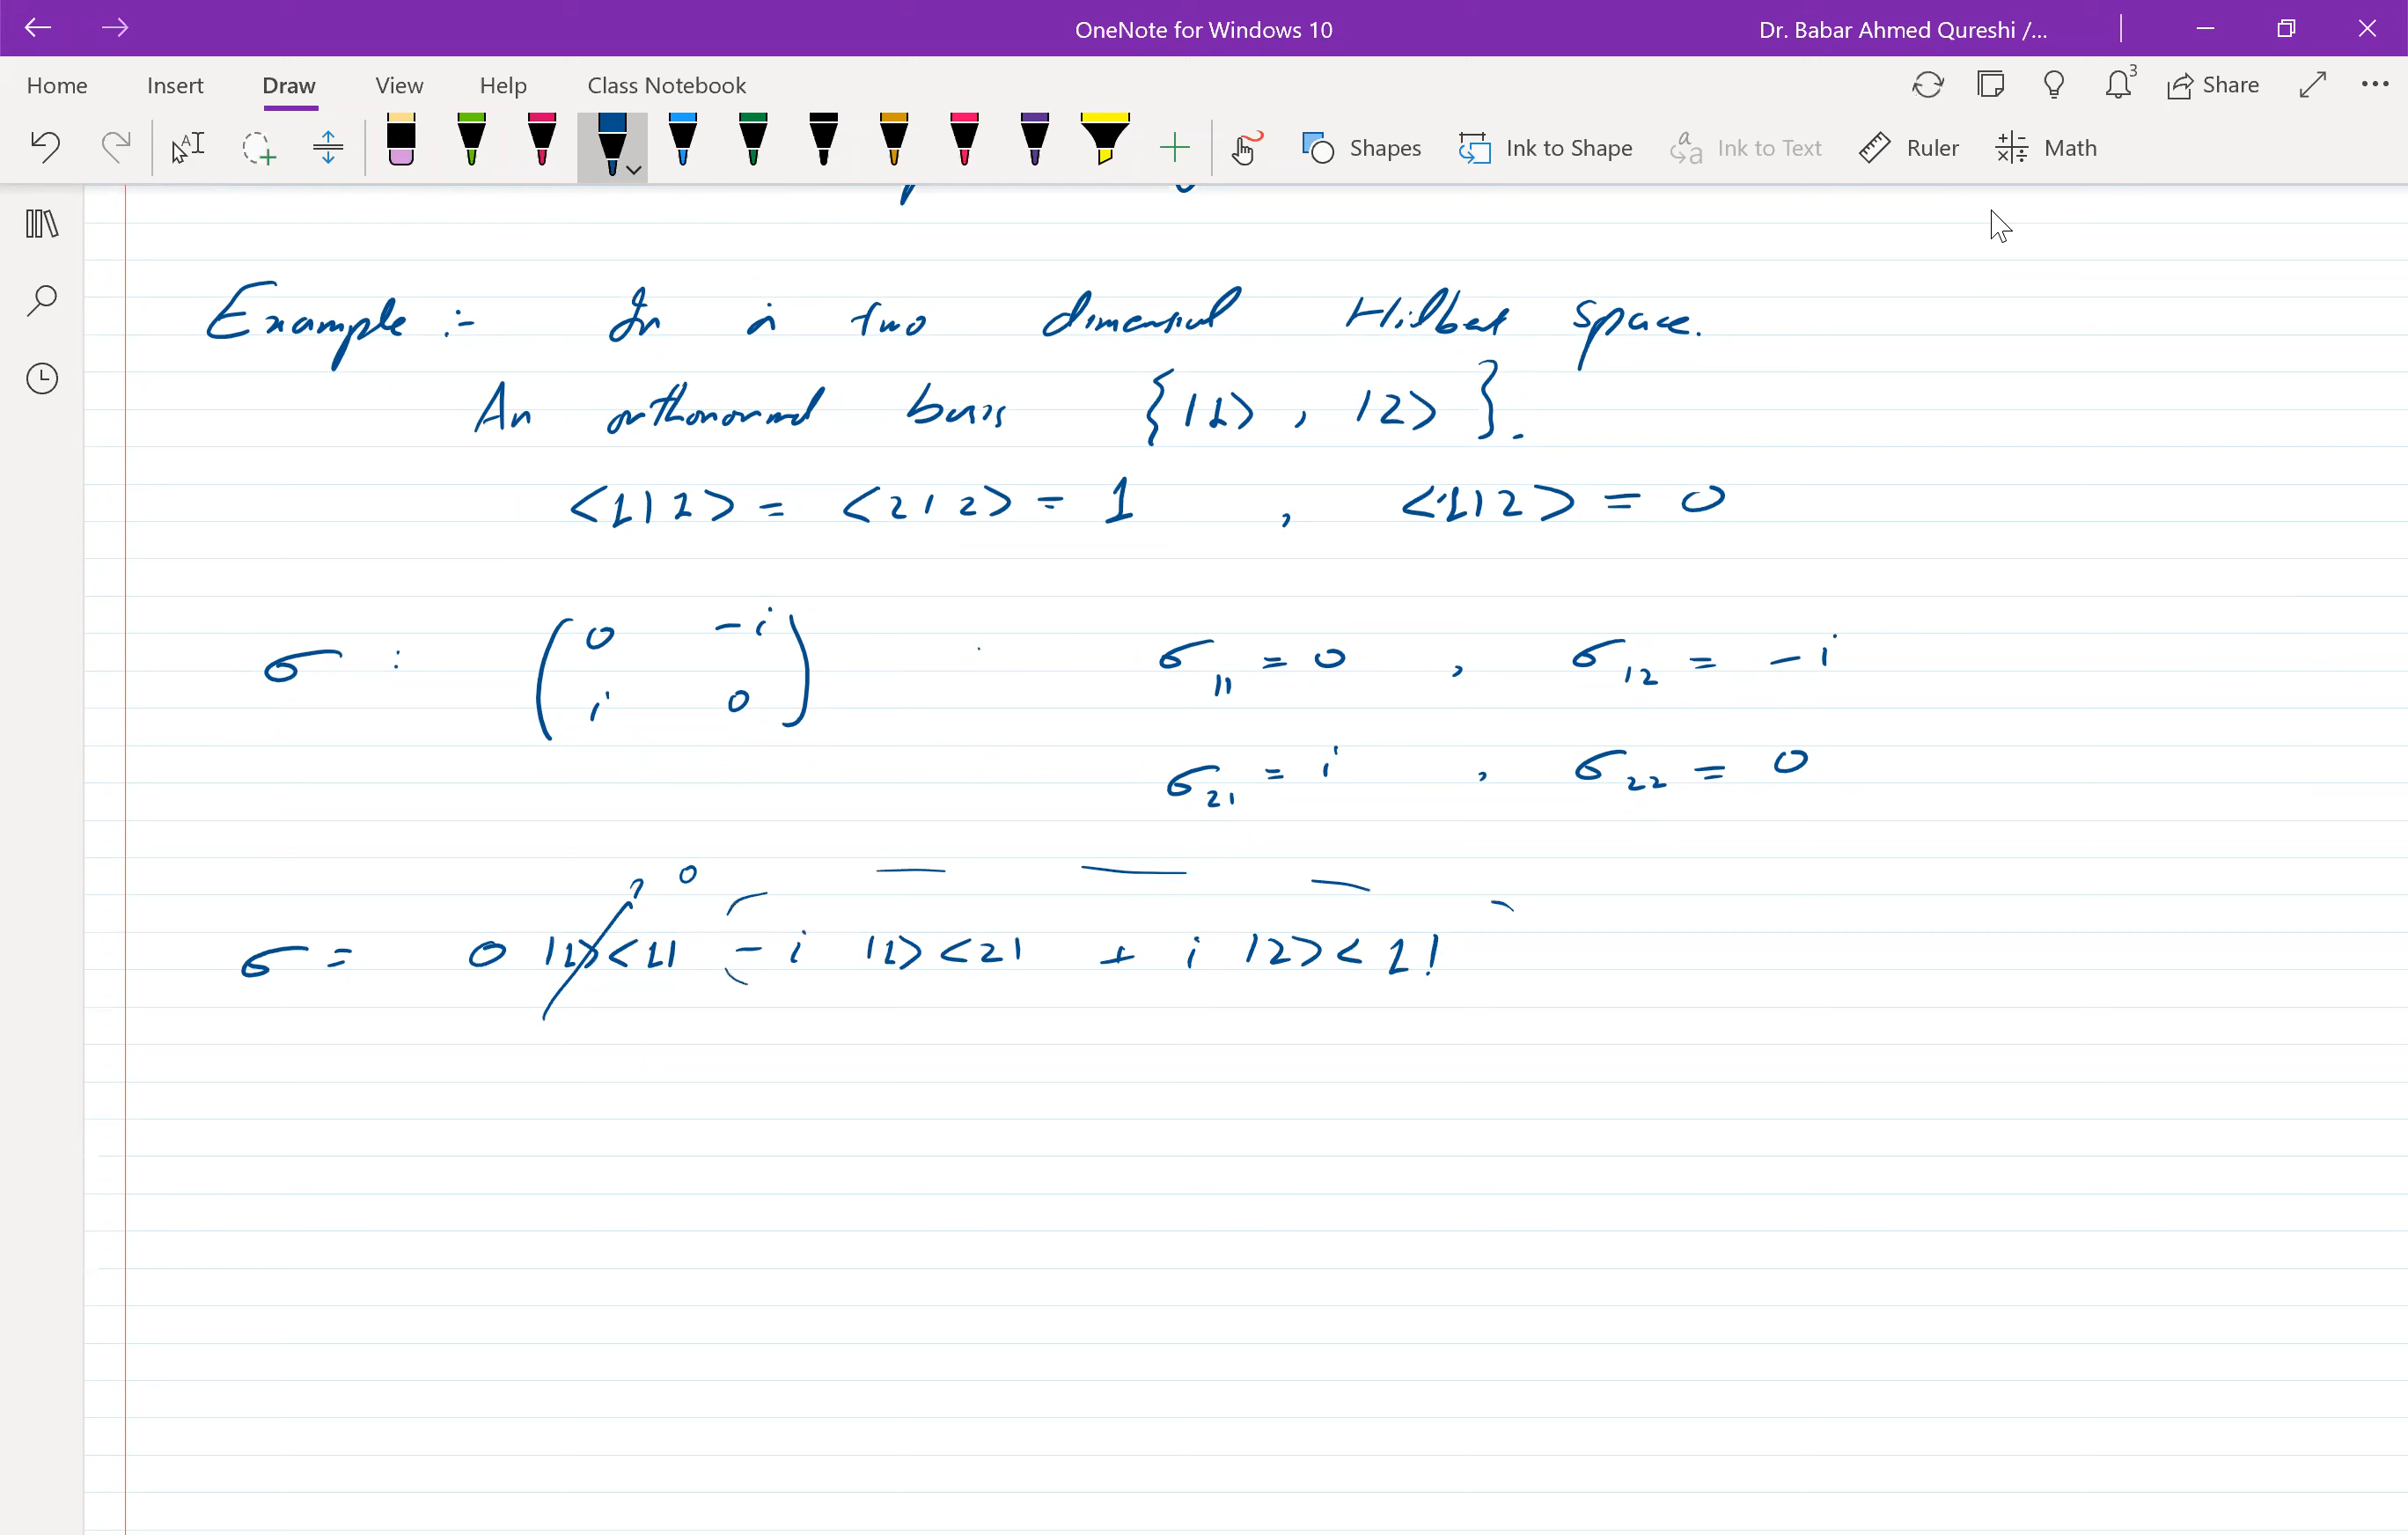 OneNote for Windows 10
Dr. Babar Ahmed Qureshi /...
Home Insert Draw View Help Class Notebook
3 Share
Shapes Ink to Shape Ink to Text Ruler Math
Example :- In a two dimensional Hilbert space.
An orthonormal basis {|1> , |2>}.
<1|1> = <2|2> = 1 , <1|2> = 0
σ : ( 0 -i
i 0 )
σ11 = 0 , σ12 = -i
σ21 = i , σ22 = 0
0
σ = 0 |1><1| - i |1><2| + i |2><1|